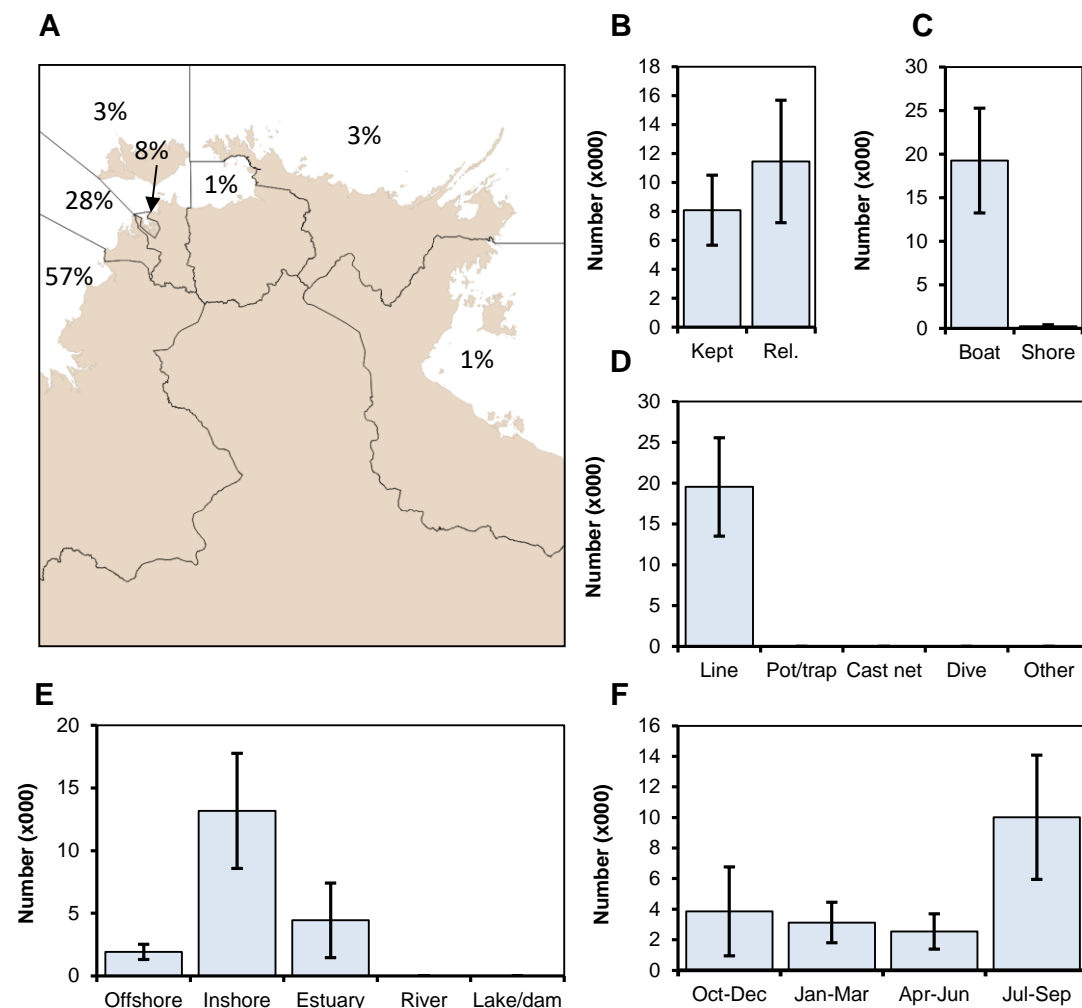 A
3%
8%
3%
1%
28%
57%
1%
B
Number (x000)
18
16
14
12
10
8
6
4
2
0
Kept Rel.
C
Number (x000)
30
25
20
15
10
5
0
Boat Shore
D
Number (x000)
30
25
20
15
10
5
0
Line Pot/trap Cast net Dive Other
E
Number (x000)
20
15
10
5
0
Offshore Inshore Estuary River Lake/dam
F
Number (x000)
16
14
12
10
8
6
4
2
0
Oct-Dec Jan-Mar Apr-Jun Jul-Sep